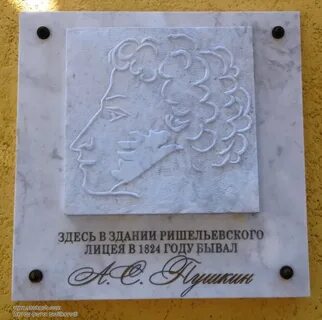 ЗДЕСЬ В ЗДАНИИ РИШЕЛЬЕВСКОГО
ЛИЦЕЯ В 1824 ГОДУ БЫВАЛ
А.С. Пушкин